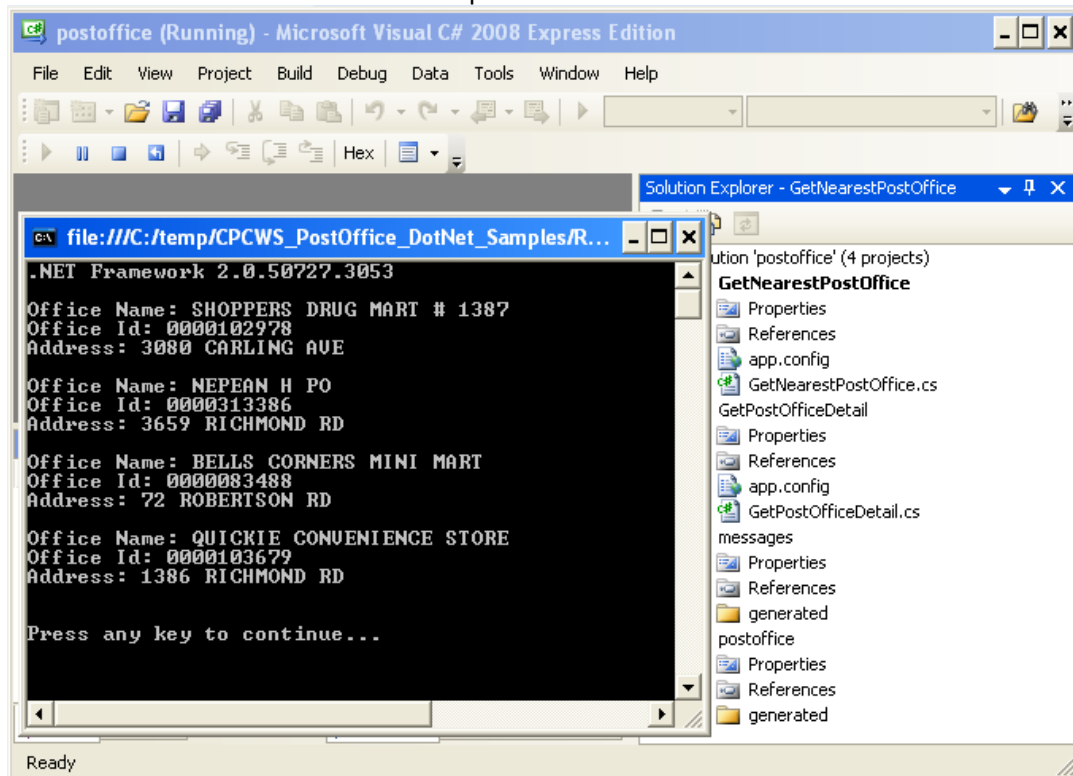 postoffice (Running) - Microsoft Visual C# 2008 Express Edition
File Edit View Project Build Debug Data Tools Window Help
Hex
Solution Explorer - GetNearestPostOffice
file:///C:/temp/CPCWS_PostOffice_DotNet_Samples/R...
.NET Framework 2.0.50727.3053
Office Name: SHOPPERS DRUG MART # 1387
Office Id: 0000102978
Address: 3080 CARLING AVE
Office Name: NEPEAN H PO
Office Id: 0000313386
Address: 3659 RICHMOND RD
Office Name: BELLS CORNERS MINI MART
Office Id: 0000083488
Address: 72 ROBERTSON RD
Office Name: QUICKIE CONVENIENCE STORE
Office Id: 0000103679
Address: 1386 RICHMOND RD
Press any key to continue...
ution 'postoffice' (4 projects)
GetNearestPostOffice
Properties
References
app.config
GetNearestPostOffice.cs
GetPostOfficeDetail
Properties
References
app.config
GetPostOfficeDetail.cs
messages
Properties
References
generated
postoffice
Properties
References
generated
Ready